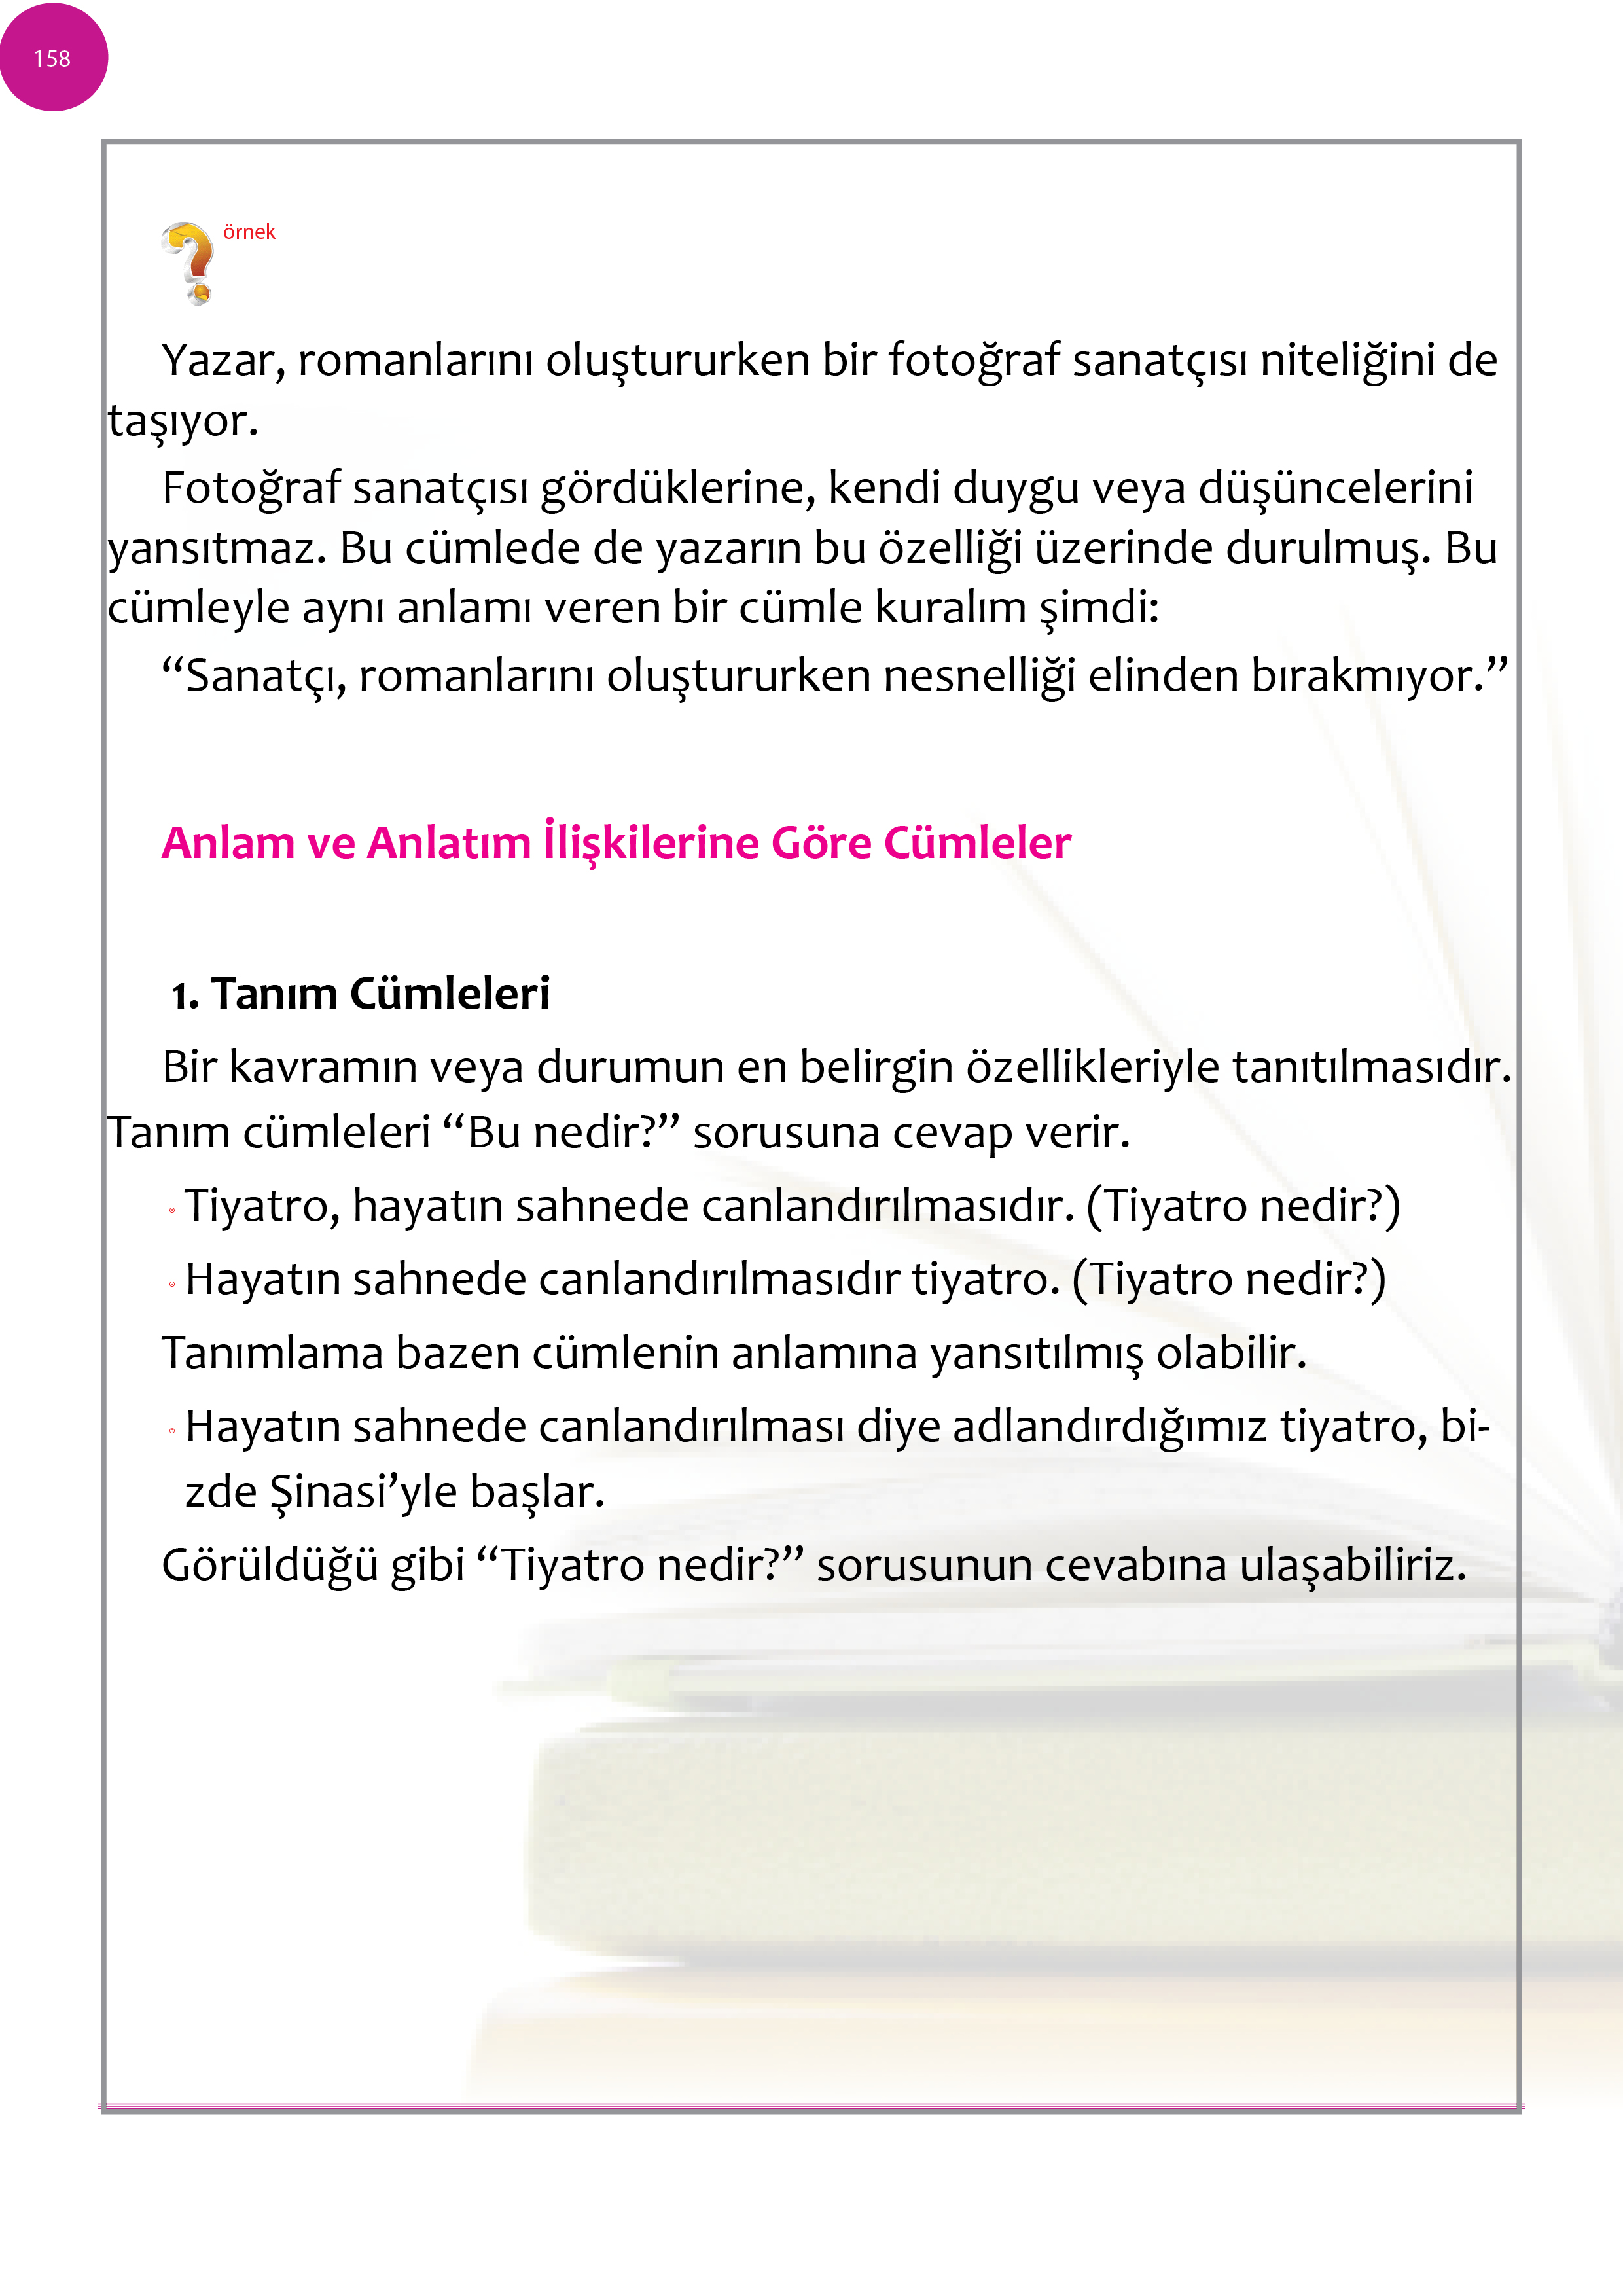 158
örnek
Yazar, romanlarını oluştururken bir fotoğraf sanatçısı niteliğini de
taşıyor.
Fotoğraf sanatçısı gördüklerine, kendi duygu veya düşüncelerini
yansıtmaz. Bu cümlede de yazarın bu özelliği üzerinde durulmuş. Bu
cümleyle aynı anlamı veren bir cümle kuralım şimdi:
“Sanatçı, romanlarını oluştururken nesnelliği elinden bırakmıyor.”
Anlam ve Anlatım İlişkilerine Göre Cümleler
1. Tanım Cümleleri
Bir kavramın veya durumun en belirgin özellikleriyle tanıtılmasıdır.
Tanım cümleleri “Bu nedir?” sorusuna cevap verir.
Tiyatro, hayatın sahnede canlandırılmasıdır. (Tiyatro nedir?)
Hayatın sahnede canlandırılmasıdır tiyatro. (Tiyatro nedir?)
Tanımlama bazen cümlenin anlamına yansıtılmış olabilir.
Hayatın sahnede canlandırılması diye adlandırdığımız tiyatro, bi-
zde Şinasi’yle başlar.
Görüldüğü gibi “Tiyatro nedir?” sorusunun cevabına ulaşabiliriz.